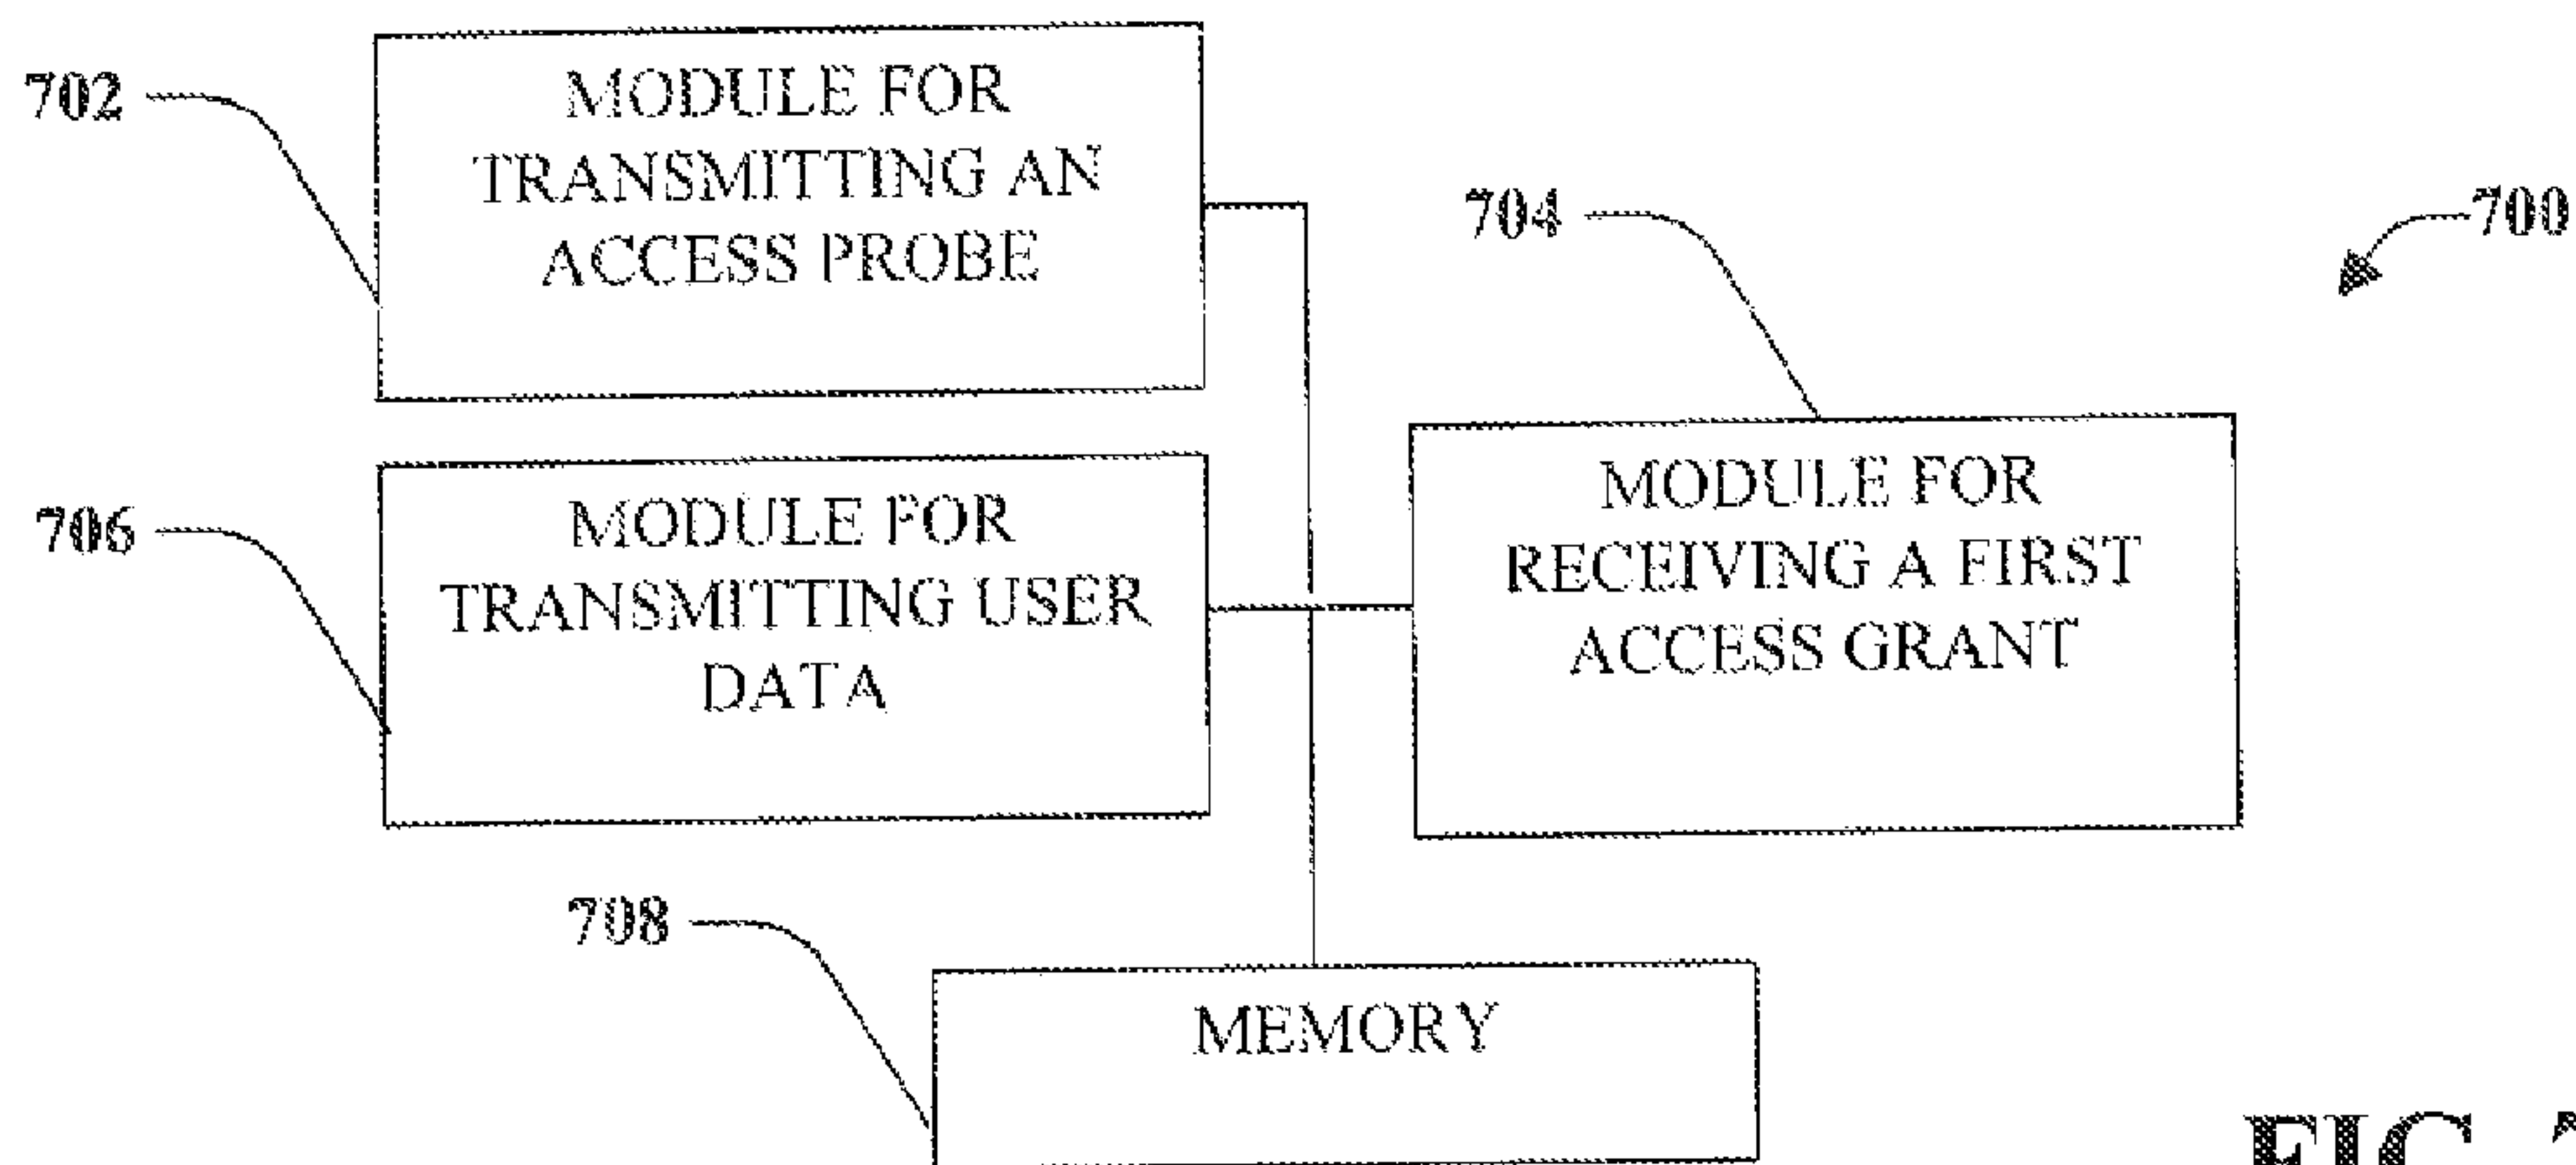 702
MODULE FOR
TRANSMITTING AN
ACCESS PROBE
704
700
706
MODULE FOR
TRANSMITTING USER
DATA
MODULE FOR
RECEIVING A FIRST
ACCESS GRANT
708
MEMORY
FIG.